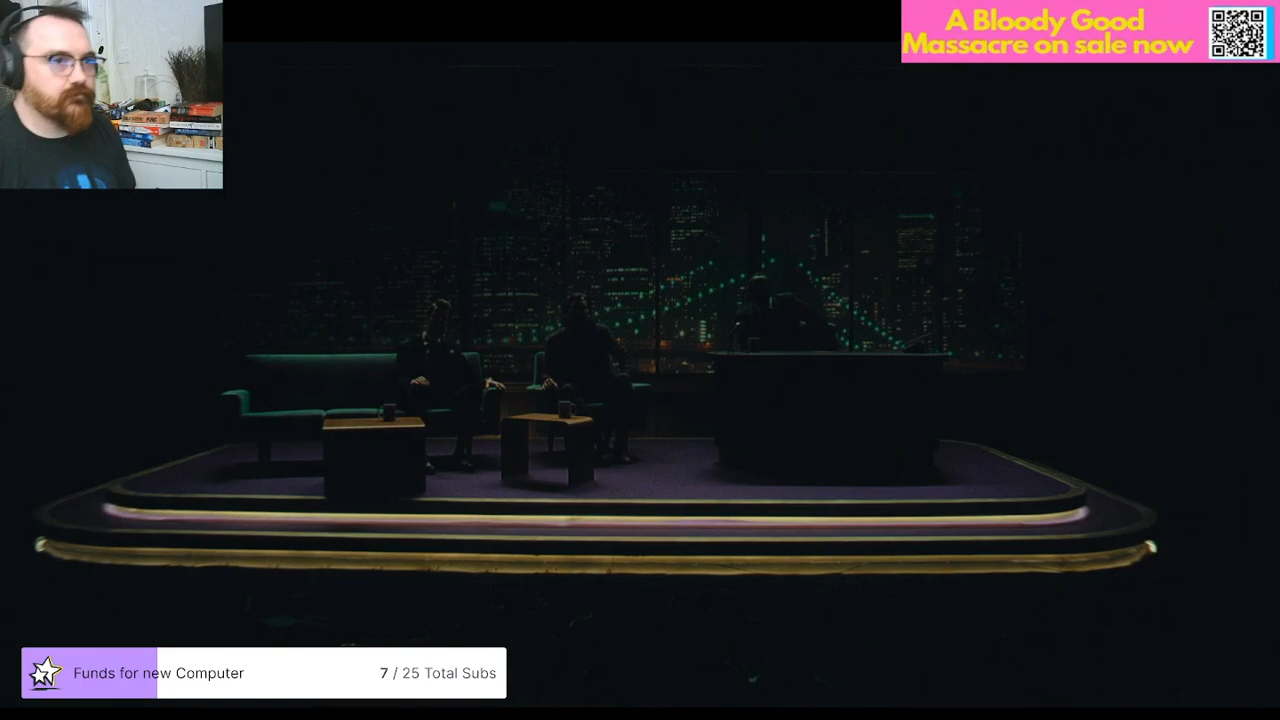 A Bloody Good
Massacre on sale now
Funds for new Computer
7 / 25 Total Subs